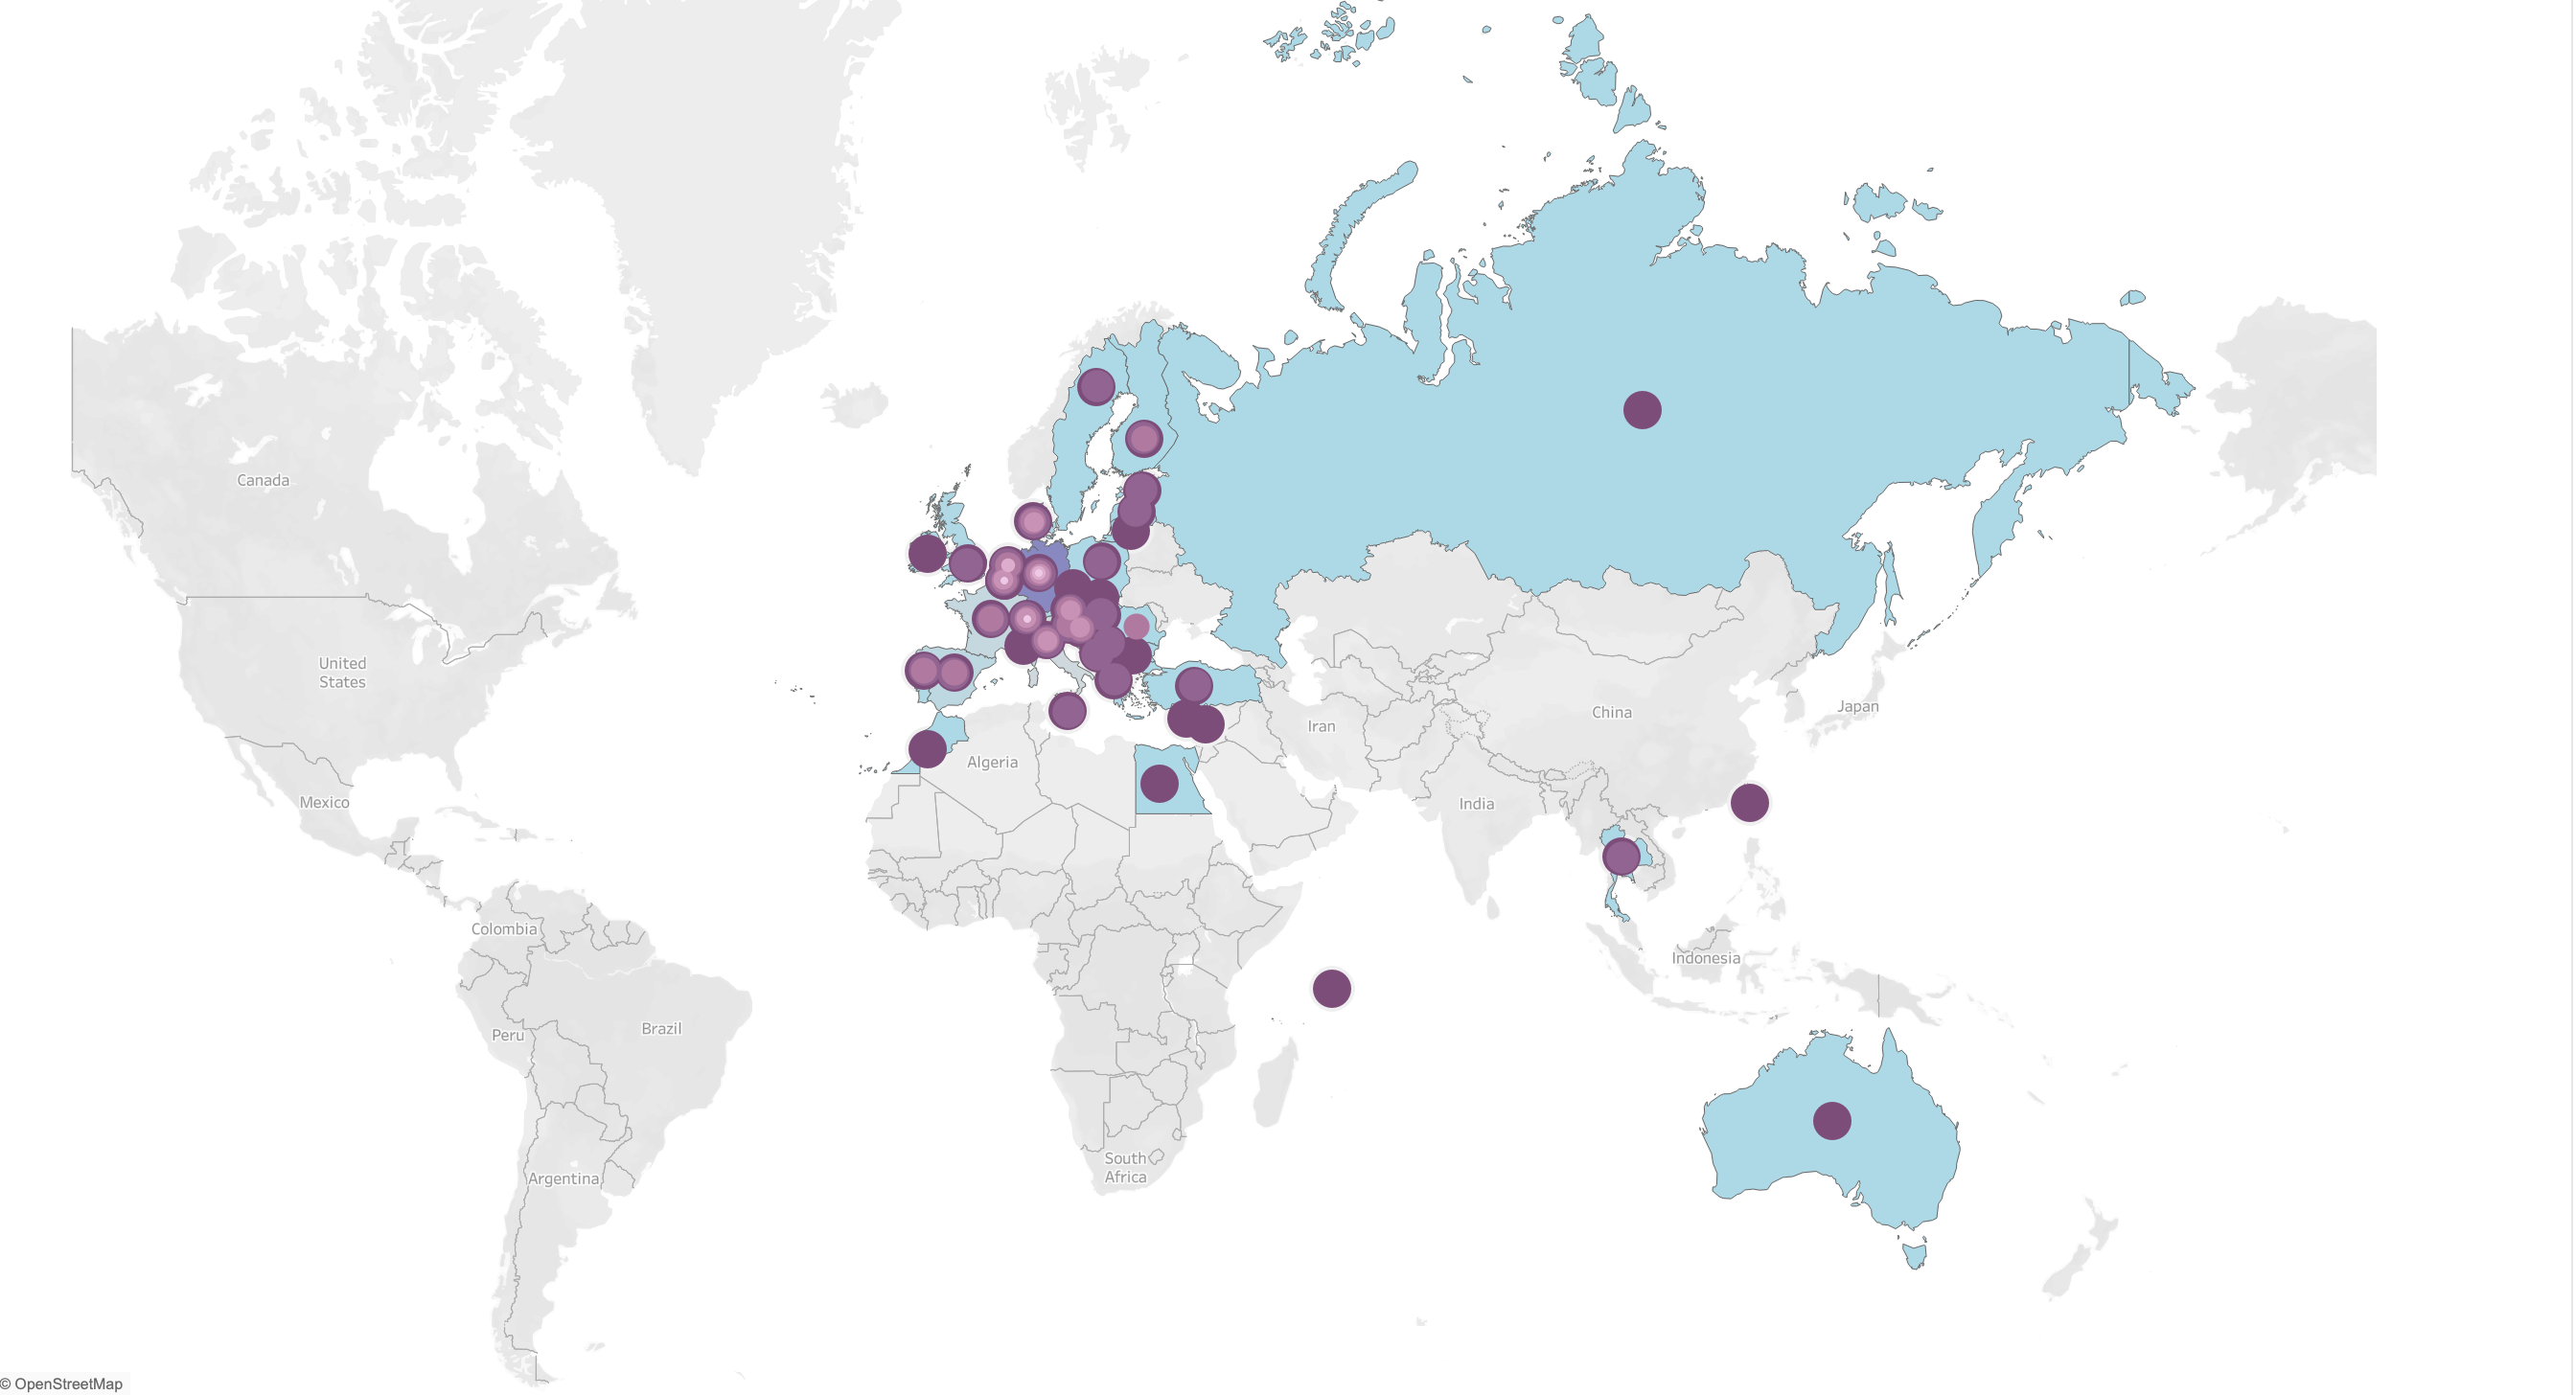 Canada
United
States
Mexico
Colombia
Peru
Brazil
Argentina
Algeria
South
Africa
Iran
India
China
Japan
Indonesia
© OpenStreetMap